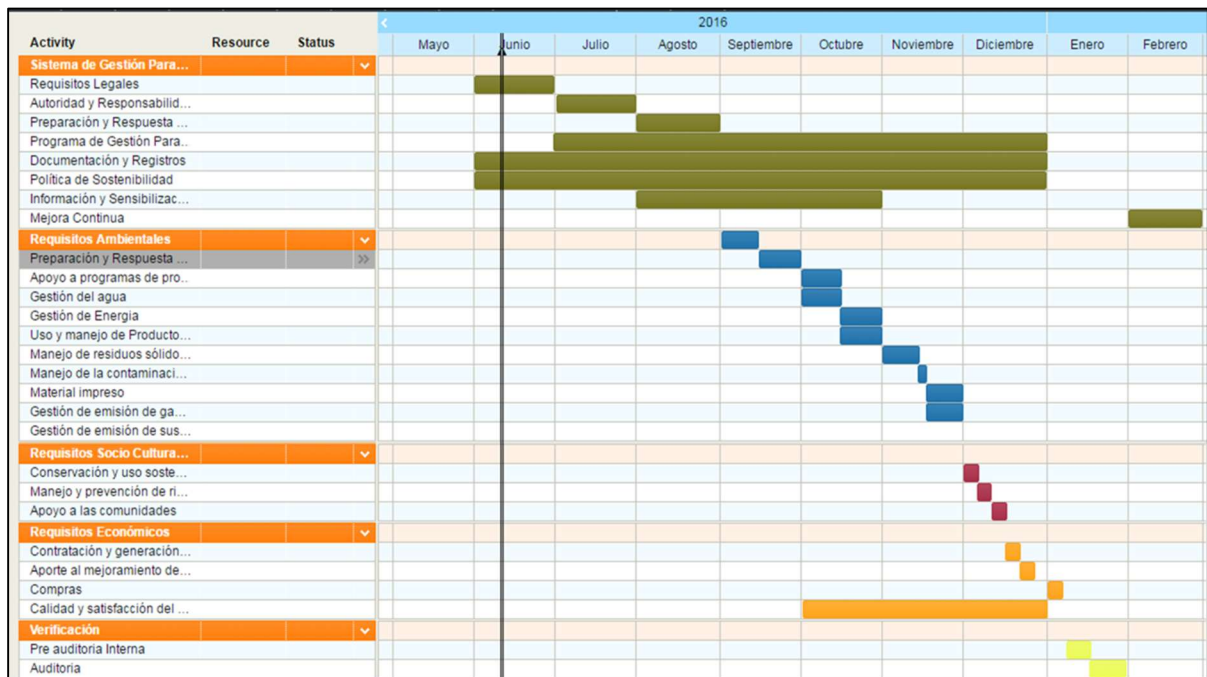 2016
Activity Resource Status Mayo Junio Julio Agosto Septiembre Octubre Noviembre Diciembre Enero Febrero
Sistema de Gestión Para...
Requisitos Legales
Autoridad y Responsabilid...
Preparación y Respuesta ...
Programa de Gestión Para..
Documentación y Registros
Política de Sostenibilidad
Información y Sensibilizac...
Mejora Continua
Requisitos Ambientales
Preparación y Respuesta ...
Apoyo a programas de pro..
Gestión del agua
Gestión de Energia
Uso y manejo de Producto...
Manejo de residuos sólido...
Manejo de la contaminaci...
Material impreso
Gestión de emisión de ga...
Gestión de emisión de sus...
Requisitos Socio Cultura...
Conservación y uso soste...
Manejo y prevención de ri...
Apoyo a las comunidades
Requisitos Económicos
Contratación y generación...
Aporte al mejoramiento de...
Compras
Calidad y satisfacción del ...
Verificación
Pre auditoria Interna
Auditoria